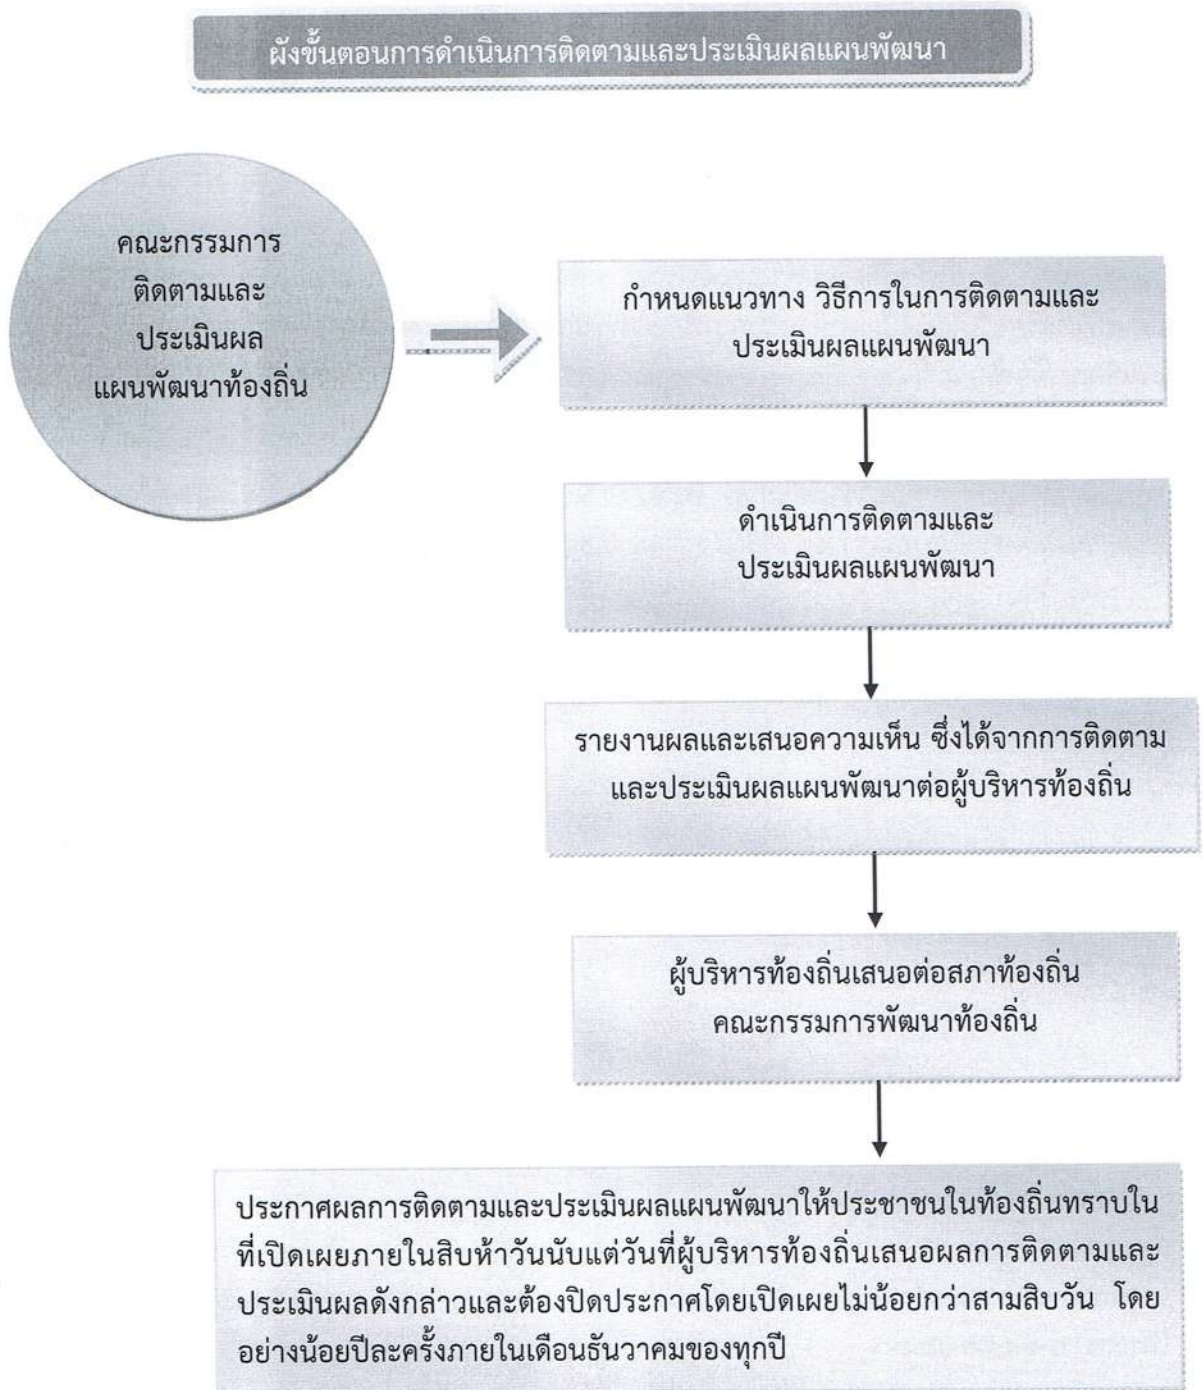 ผังขั้นตอนการดำเนินการติดตามและประเมินผลแผนพัฒนา
คณะกรรมการ
ติดตามและ
ประเมินผล
แผนพัฒนาท้องถิ่น
กำหนดแนวทาง วิธีการในการติดตามและ
ประเมินผลแผนพัฒนา
ดำเนินการติดตามและ
ประเมินผลแผนพัฒนา
รายงานผลและเสนอความเห็น ซึ่งได้จากการติดตาม
และประเมินผลแผนพัฒนาต่อผู้บริหารท้องถิ่น
ผู้บริหารท้องถิ่นเสนอต่อสภาท้องถิ่น
คณะกรรมการพัฒนาท้องถิ่น
ประกาศผลการติดตามและประเมินผลแผนพัฒนาให้ประชาชนในท้องถิ่นทราบใน
ที่เปิดเผยภายในสิบห้าวันนับแต่วันที่ผู้บริหารท้องถิ่นเสนอผลการติดตามและ
ประเมินผลดังกล่าวและต้องปิดประกาศโดยเปิดเผยไม่น้อยกว่าสามสิบวัน โดย
อย่างน้อยปีละครั้งภายในเดือนธันวาคมของทุกปี